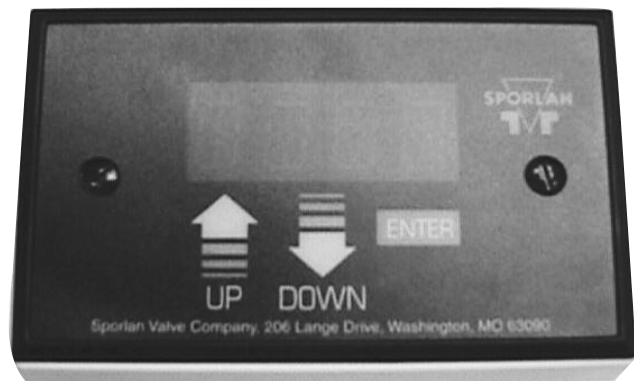 SPORLAN
ENTER
UP DOWN
Sporlan Valve Company, 206 Lange Drive, Washington, MO 63090